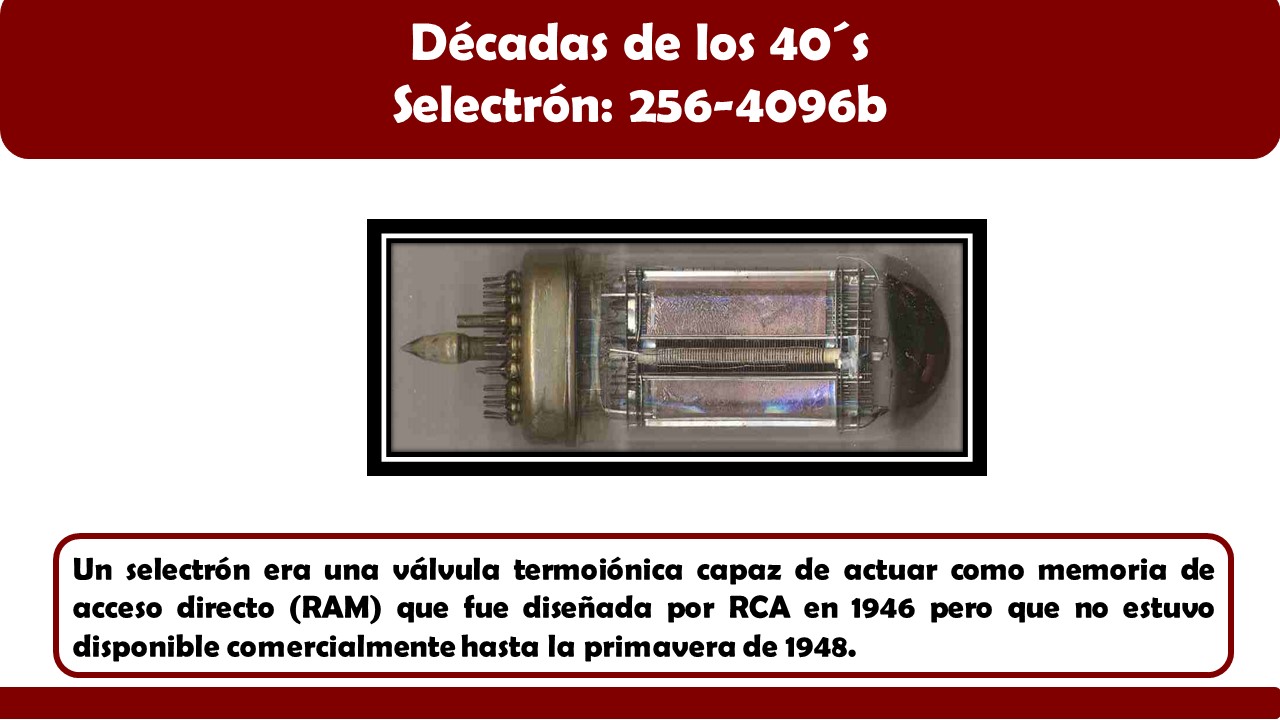 Décadas de los 40´s
Selectrón: 256-4096b
Un selectrón era una válvula termoiónica capaz de actuar como memoria de
acceso directo (RAM) que fue diseñada por RCA en 1946 pero que no estuvo
disponible comercialmente hasta la primavera de 1948.